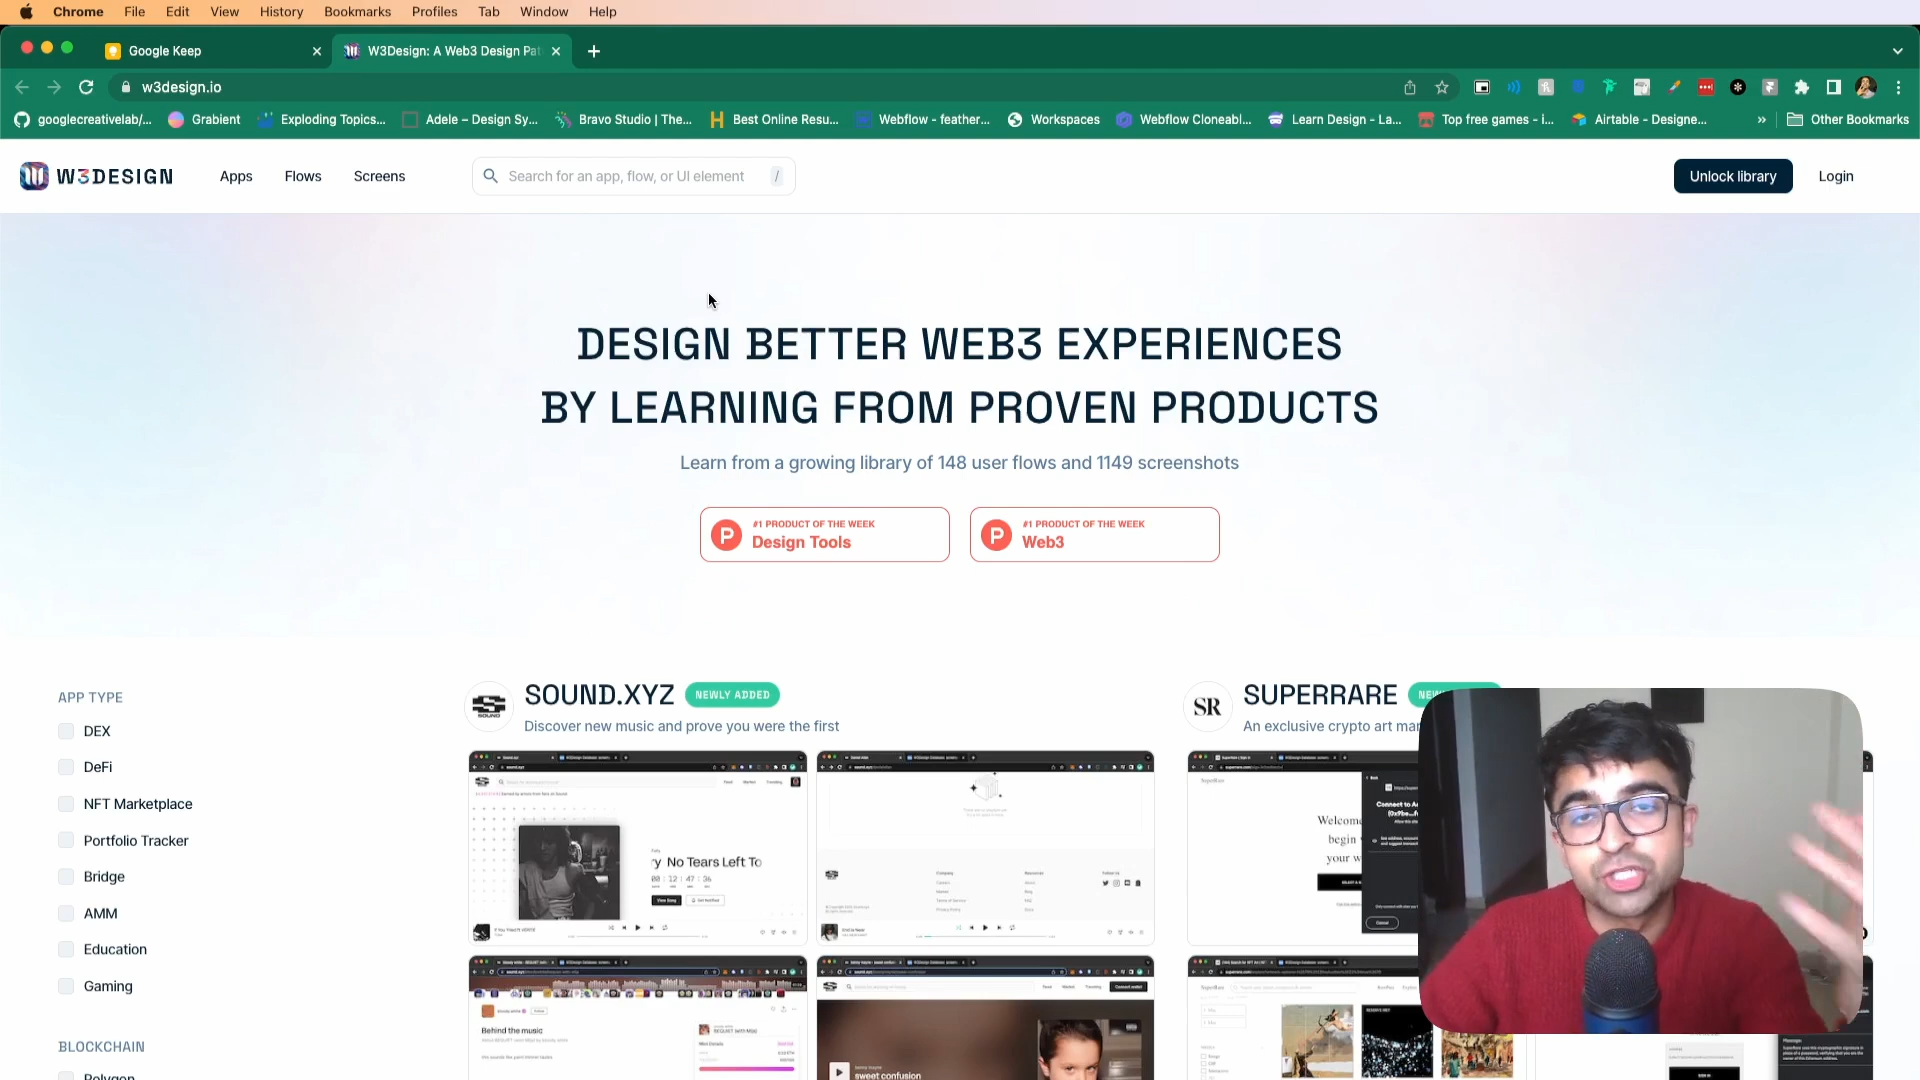 Chrome File Edit View History Bookmarks Profiles Tab Window Help
Google Keep
W3Design: A Web3 Design Pat
w3design.io
googlecreativelab/...
Grabient
Exploding Topics...
Adele – Design Sy...
Bravo Studio | The...
Best Online Resu...
Webflow - feather...
Workspaces
Webflow Cloneabl...
Learn Design - La...
Top free games - i...
Airtable - Designe...
»
Other Bookmarks
W3DESIGN
Apps
Flows
Screens
Search for an app, flow, or UI element /
Unlock library
Login
DESIGN BETTER WEB3 EXPERIENCES
BY LEARNING FROM PROVEN PRODUCTS
Learn from a growing library of 148 user flows and 1149 screenshots
P
#1 PRODUCT OF THE WEEK
Design Tools
P
#1 PRODUCT OF THE WEEK
Web3
APP TYPE
DEX
DeFi
NFT Marketplace
Portfolio Tracker
Bridge
AMM
Education
Gaming
BLOCKCHAIN
Polygon
SOUND
SOUND.XYZ
NEWLY ADDED
Discover new music and prove you were the first
No Tears Left To
Behind the music
sweet confusion
SR
SUPERRARE
NEW
An exclusive crypto art mar
Welcome
begin
your w